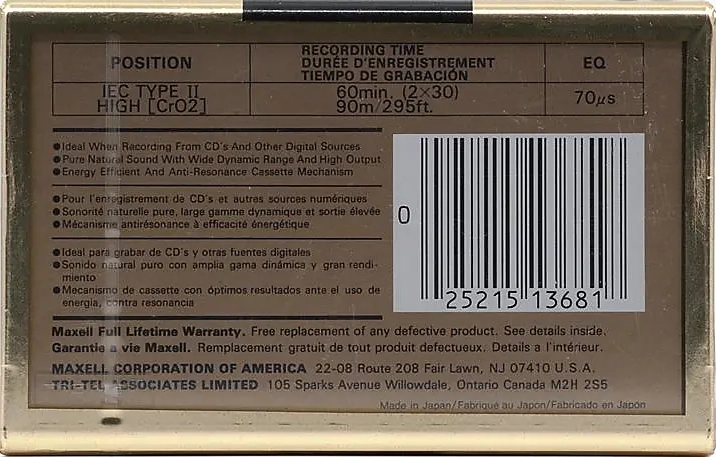 POSITION
RECORDING TIME
DURÉE D'ENREGISTREMENT
TIEMPO DE GRABACIÓN
EQ
IEC TYPE II
HIGH [CrO2]
60min. (2×30)
90m/295ft.
70μs
●Ideal When Recording From CD's And Other Digital Sources
●Pure Natural Sound With Wide Dynamic Range And High Output
●Energy Efficient And Anti-Resonance Cassette Mechanism
●Pour l'enregistrement de CD's et autres sources numériques
●Sonorité naturelle pure, large gamme dynamique et sortie élevée
●Mécanisme antirésonance à efficacité énergétique
●Ideal para grabar de CD's y otras fuentes digitales
●Sonido natural puro con amplia gama dinámica y gran rendi-
miento
●Mecanismo de cassette con óptimos resultados ante el uso de
energía, contra resonancia
0 25215 13681
Maxell Full Lifetime Warranty. Free replacement of any defective product. See details inside.
Garantie à vie Maxell. Remplacement gratuit de tout produit defectueux. Details a l'intérieur.
MAXELL CORPORATION OF AMERICA 22-08 Route 208 Fair Lawn, NJ 07410 U.S.A.
TRI-TEL ASSOCIATES LIMITED 105 Sparks Avenue Willowdale, Ontario Canada M2H 2S5
Made in Japan/Fabriqué au Japon/Fabricado en Japón